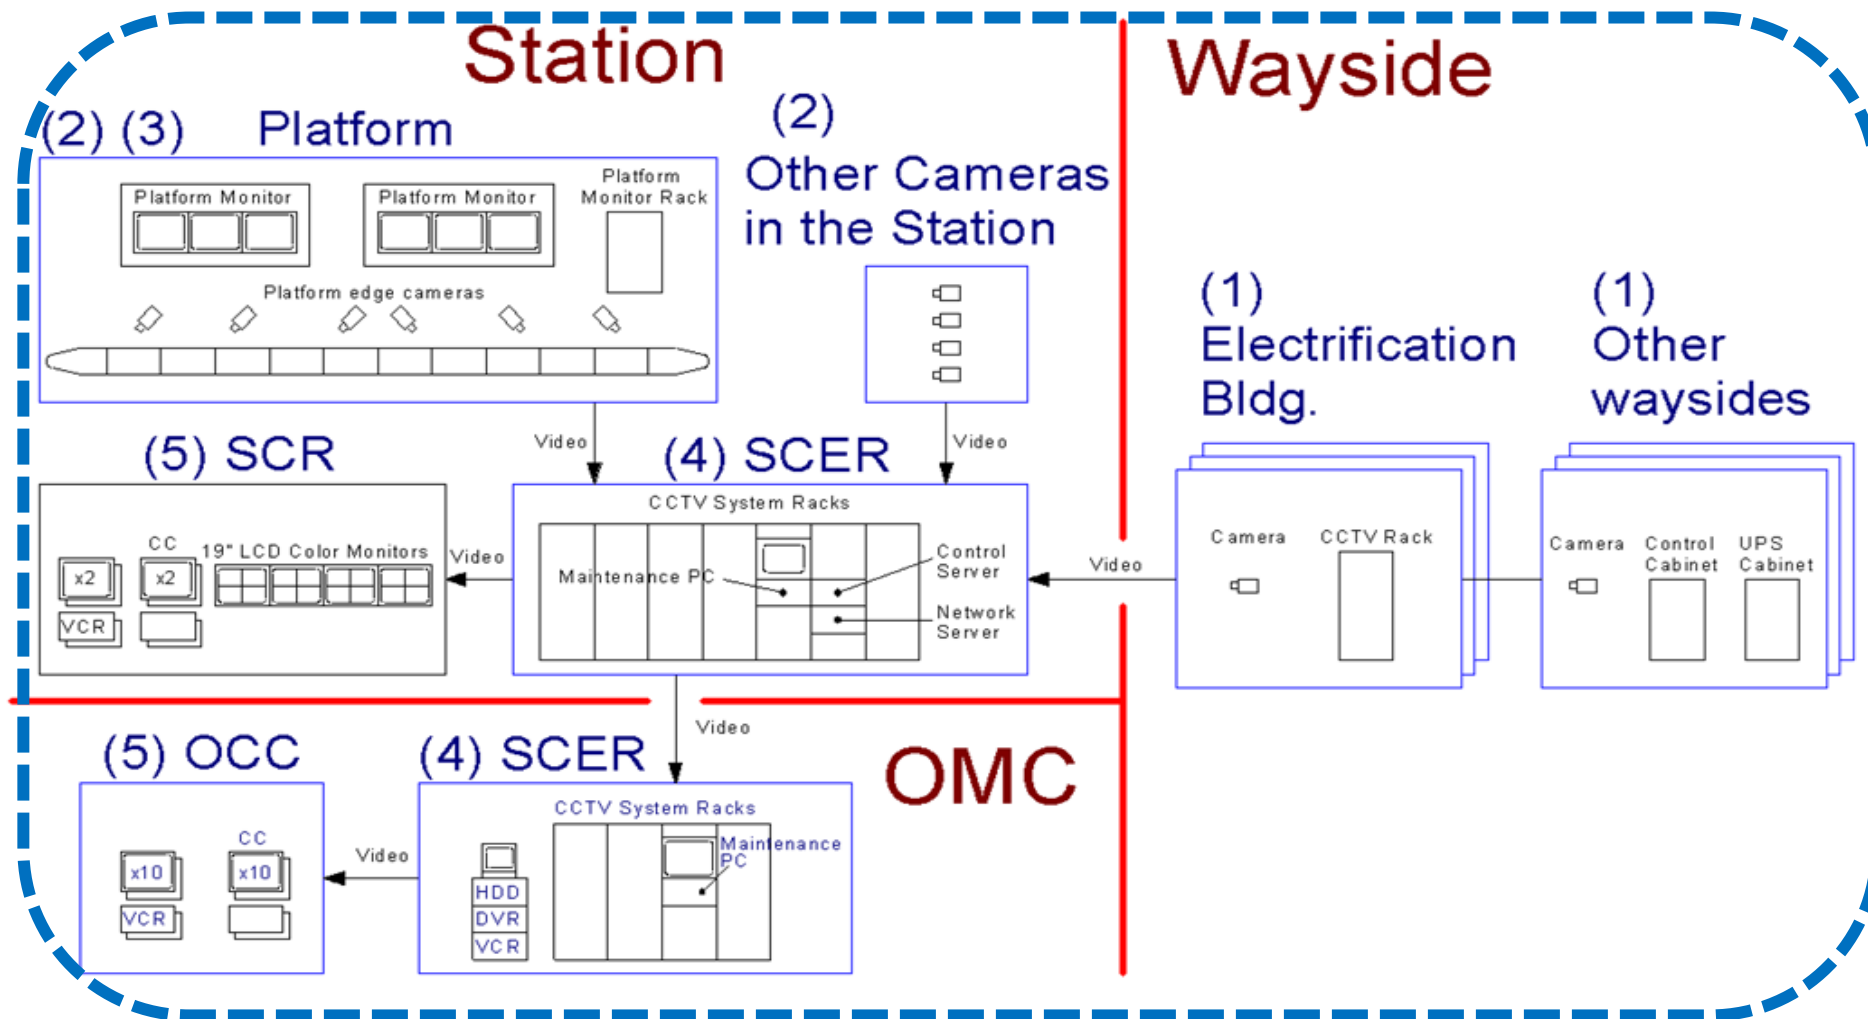 Station
Wayside
(2) (3) Platform
(2)
Other Cameras
in the Station
Platform Monitor
Platform Monitor
Platform
Monitor Rack
Platform edge cameras
(1)
Electrification
Bldg.
(1)
Other
waysides
Video
Video
(5) SCR
(4) SCER
CCTV System Racks
CC
19" LCD Color Monitors
x2
x2
VCR
Video
Maintenance PC
Control
Server
Network
Server
Video
Camera
CCTV Rack
Camera
Control
Cabinet
UPS
Cabinet
Video
OMC
(5) OCC
(4) SCER
CC
x10
x10
VCR
Video
CCTV System Racks
Maintenance
PC
HDD
DVR
VCR